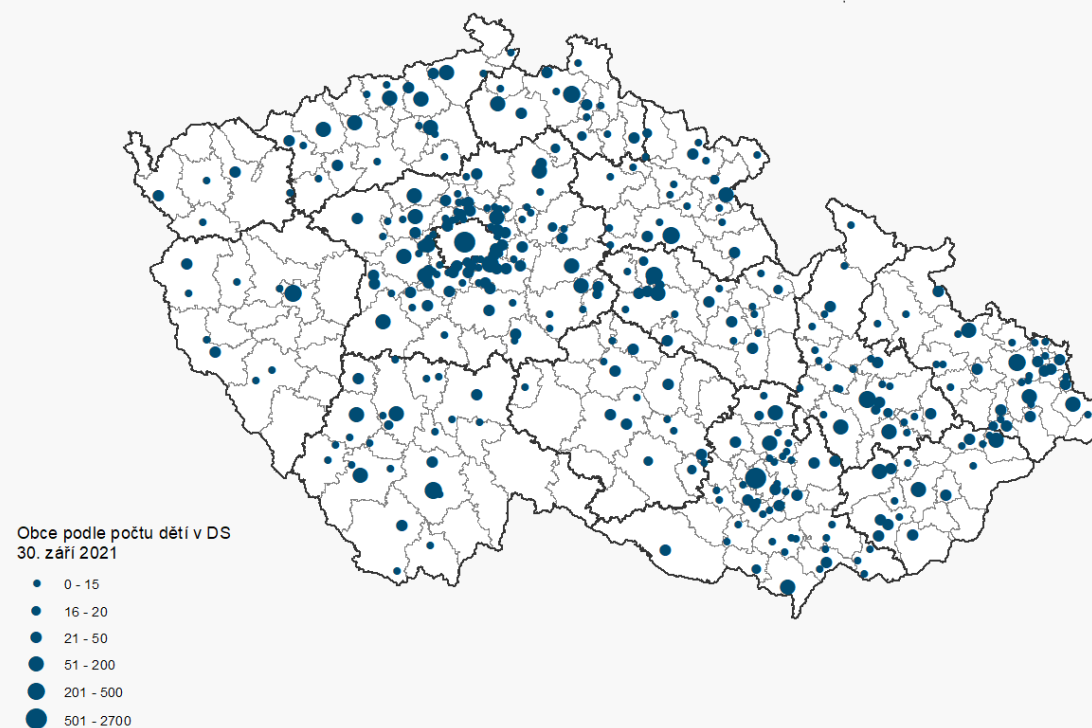 Obce podle počtu dětí v DS
30. září 2021
0 - 15
16 - 20
21 - 50
51 - 200
201 - 500
501 - 2700